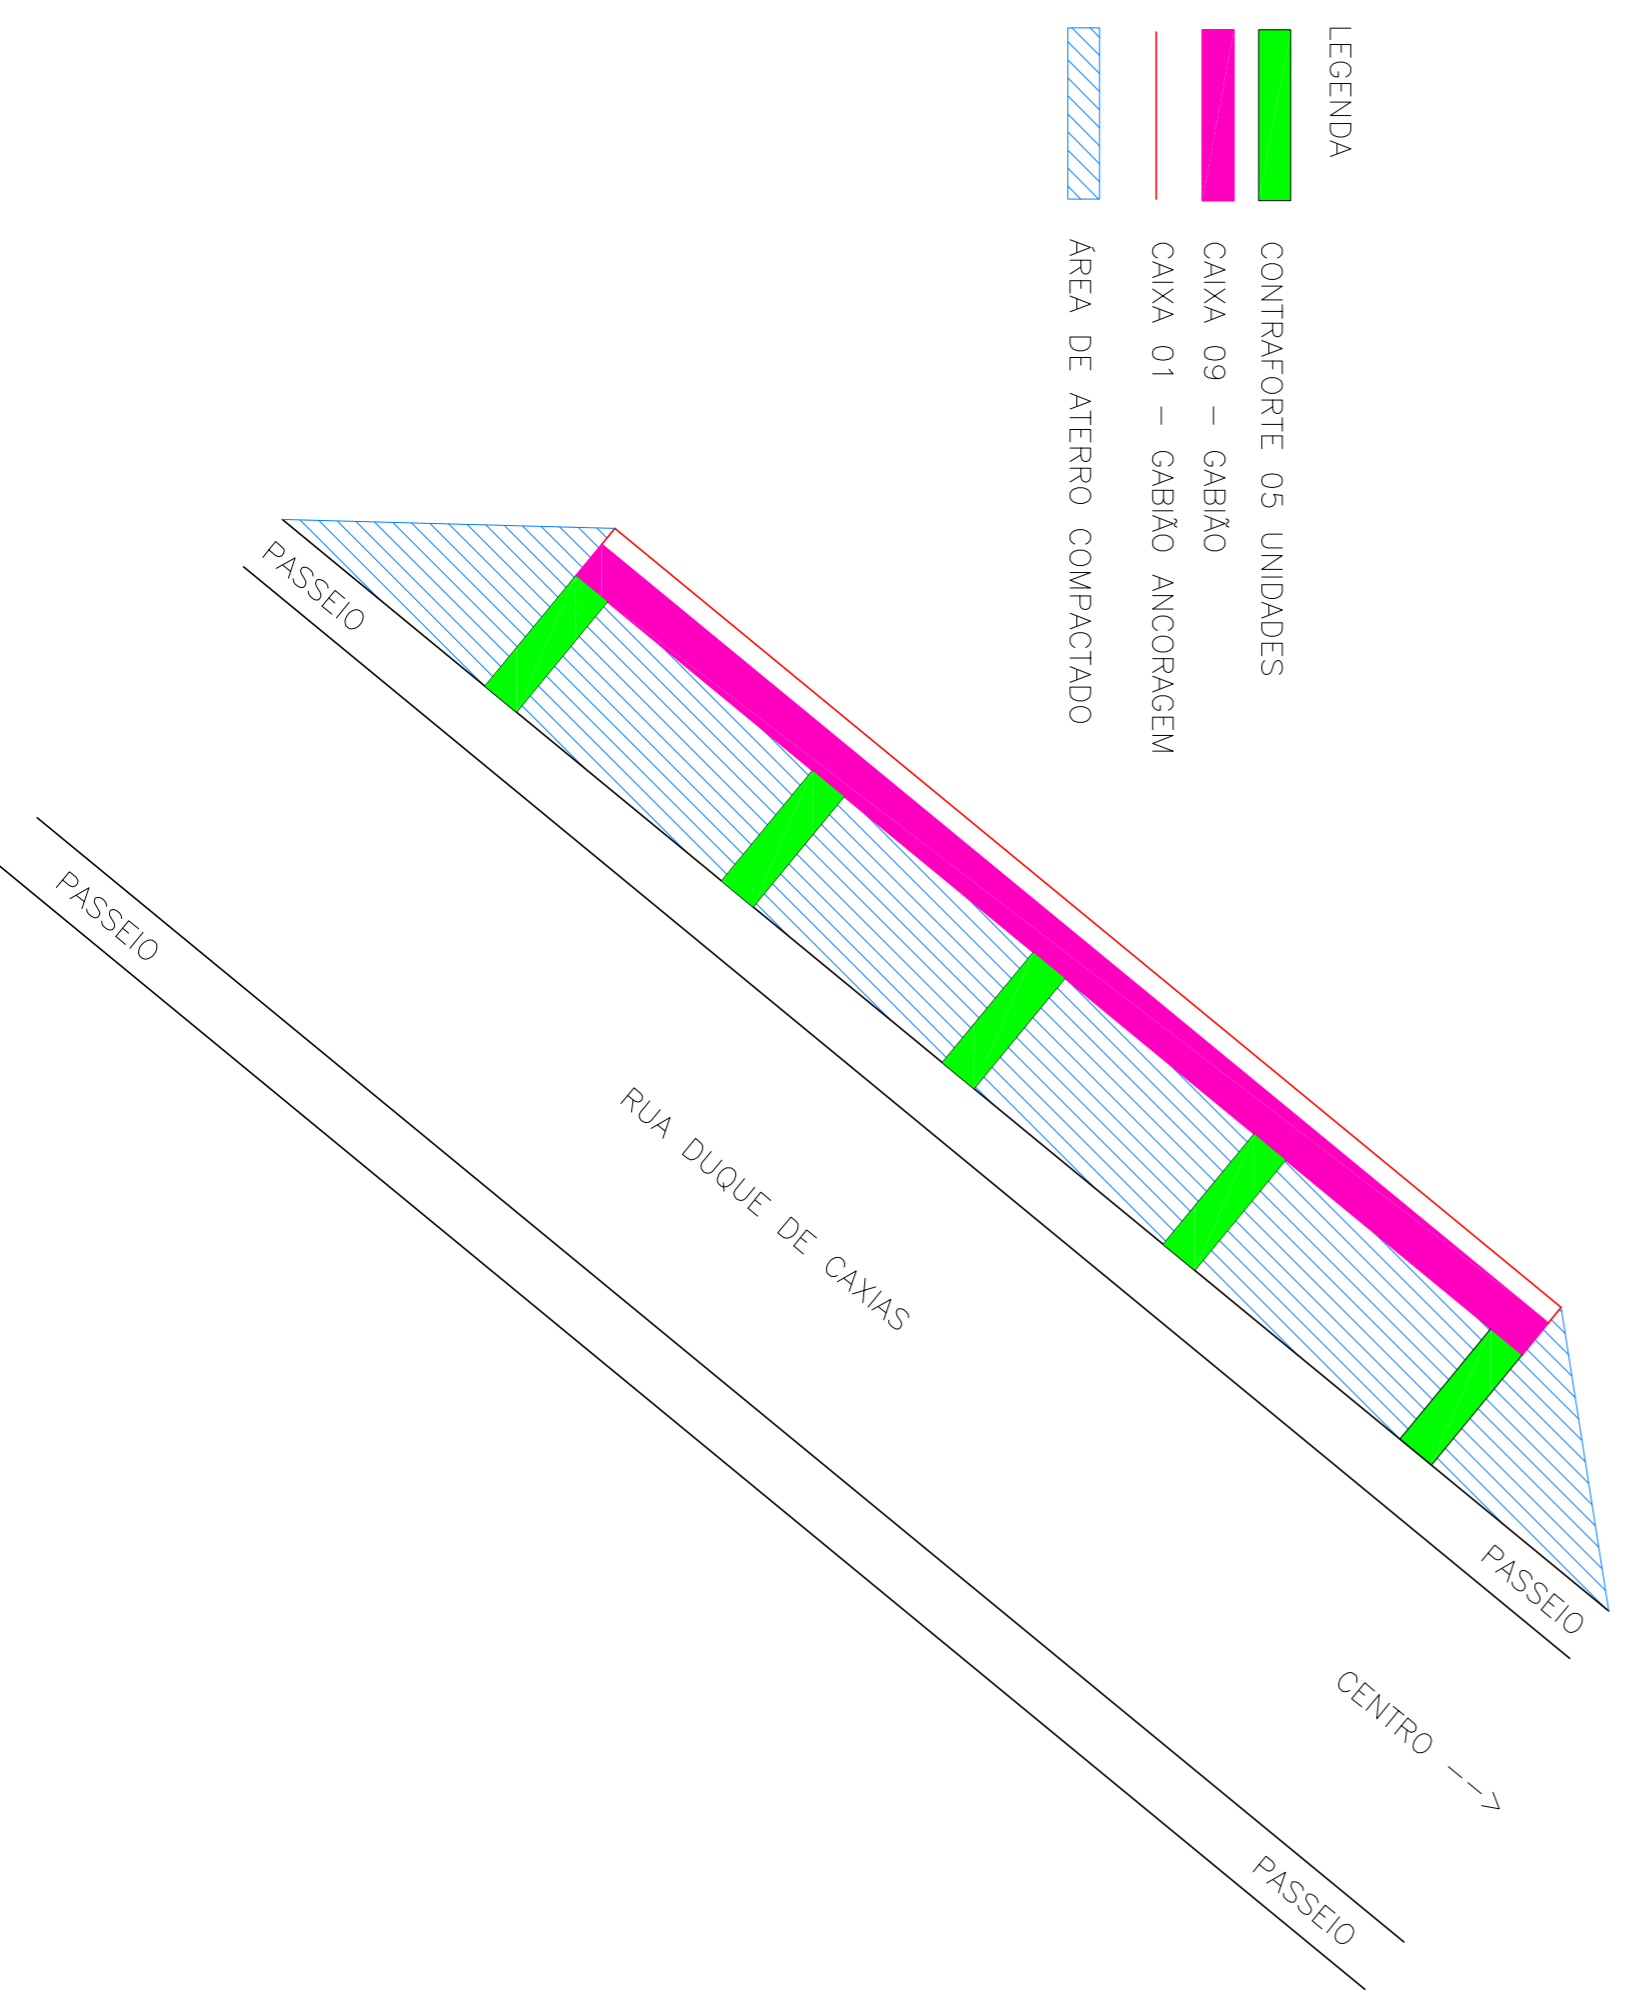 LEGENDA
CONTRAFORTE 05 UNIDADES
CAIXA 09 - GABIÃO
CAIXA 01 - GABIÃO ANCORAGEM
ÁREA DE ATERRO COMPACTADO
PASSEIO
PASSEIO
RUA DUQUE DE CAXIAS
PASSEIO
CENTRO -->
PASSEIO